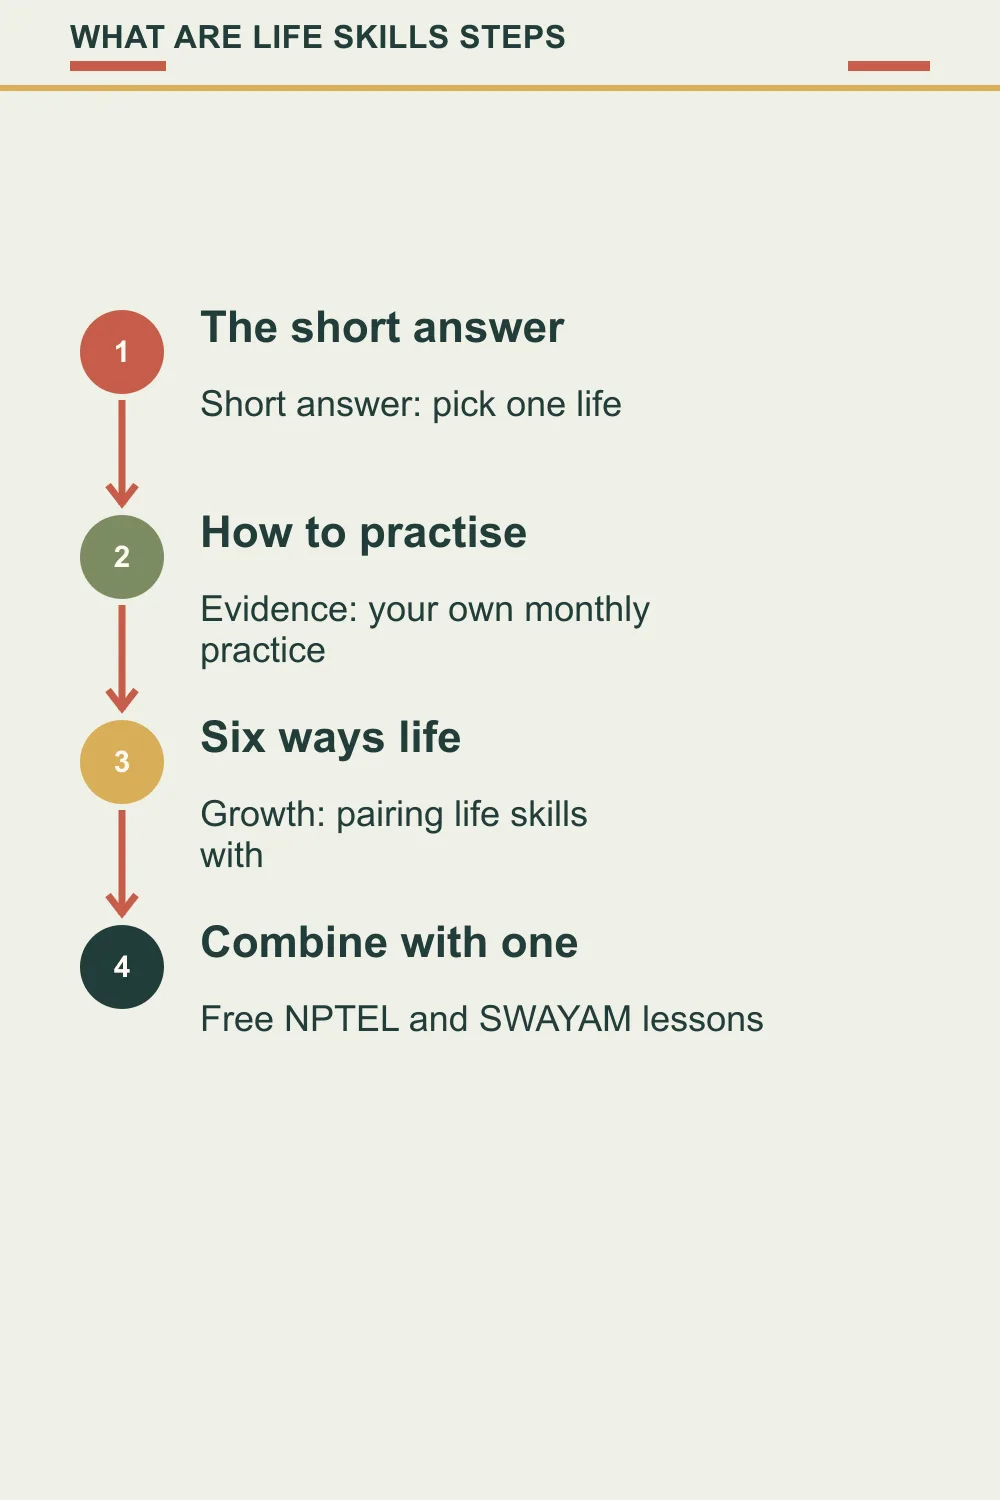 WHAT ARE LIFE SKILLS STEPS
1
The short answer
Short answer: pick one life
2
How to practise
Evidence: your own monthly
practice
3
Six ways life
Growth: pairing life skills
with
4
Combine with one
Free NPTEL and SWAYAM lessons